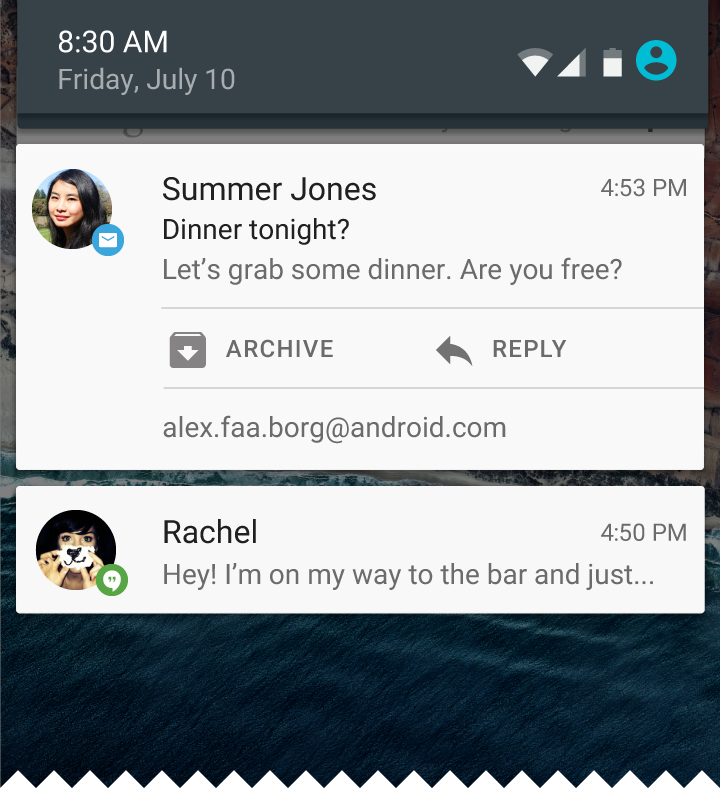 8:30 AM
Friday, July 10
Summer Jones 4:53 PM
Dinner tonight?
Let’s grab some dinner. Are you free?
ARCHIVE REPLY
alex.faa.borg@android.com
Rachel 4:50 PM
Hey! I’m on my way to the bar and just...